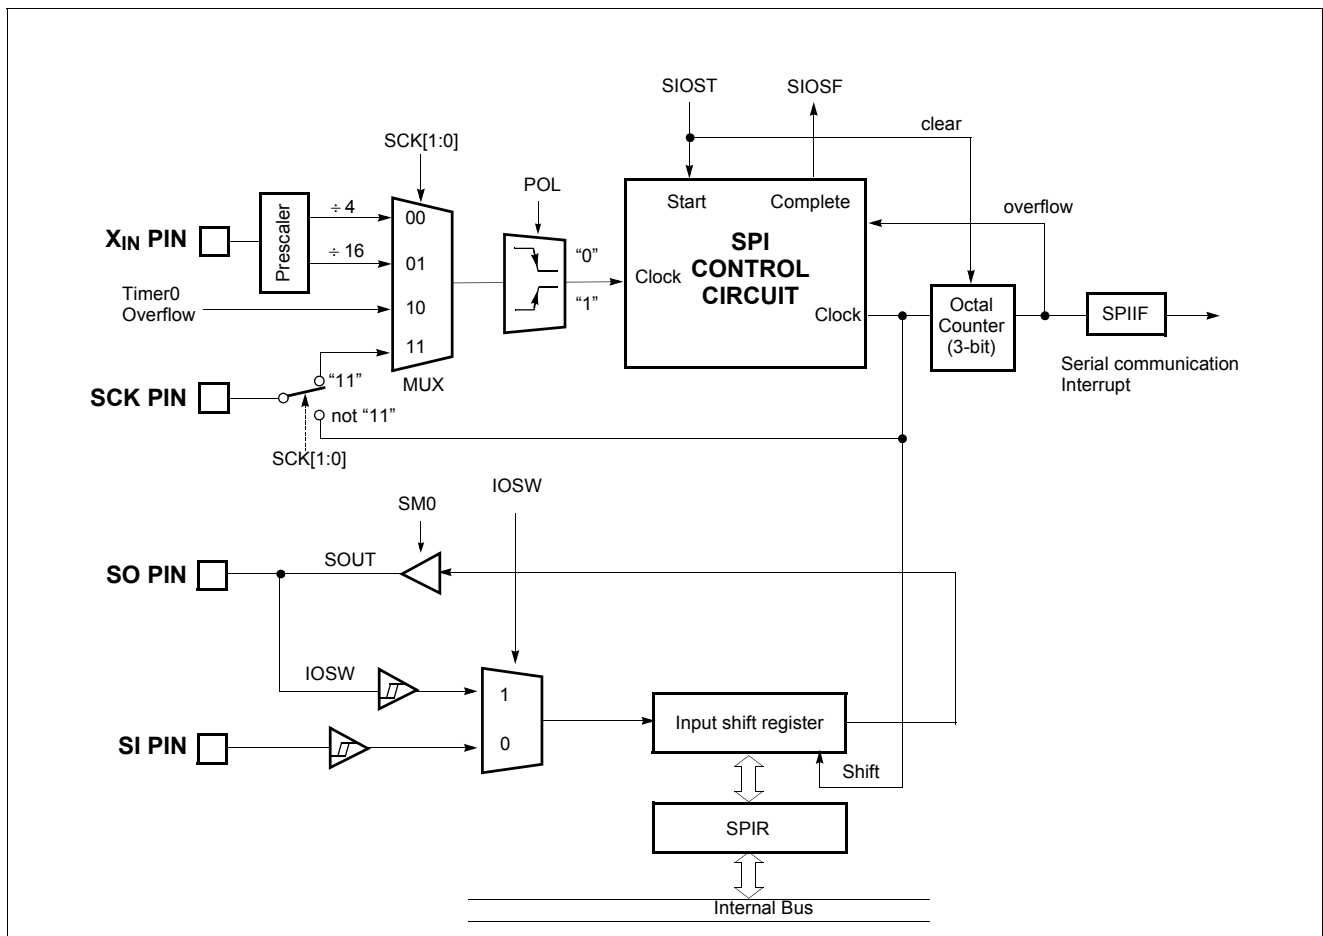 SIOST
SIOSF
clear
SCK[1:0]
POL
Start
Complete
overflow
XIN PIN
Prescaler
÷ 4
÷ 16
00
01
10
11
MUX
Timer0
Overflow
"0"
"1"
Clock
SPI
CONTROL
CIRCUIT
Clock
Octal
Counter
(3-bit)
SPIIF
Serial communication
Interrupt
SCK PIN
"11"
not "11"
SCK[1:0]
IOSW
SM0
SO PIN
SOUT
IOSW
1
0
SI PIN
Input shift register
Shift
SPIR
Internal Bus